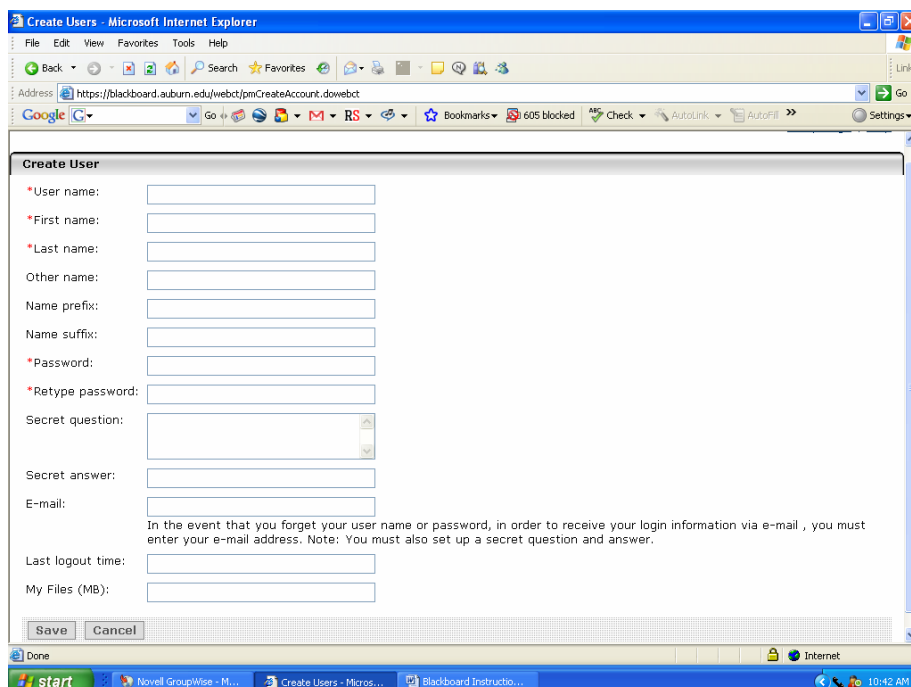 Create Users - Microsoft Internet Explorer
File Edit View Favorites Tools Help
Back Search Favorites
Address https://blackboard.auburn.edu/webct/pmCreateAccount.dowebct Go
Google G Go RS Bookmarks 605 blocked Check AutoLink AutoFill Settings
Create User
*User name:
*First name:
*Last name:
Other name:
Name prefix:
Name suffix:
*Password:
*Retype password:
Secret question:
Secret answer:
E-mail:
In the event that you forget your user name or password, in order to receive your login information via e-mail , you must
enter your e-mail address. Note: You must also set up a secret question and answer.
Last logout time:
My Files (MB):
Save Cancel
Done Internet
start Novell GroupWise - M... Create Users - Micros... Blackboard Instructio... 10:42 AM